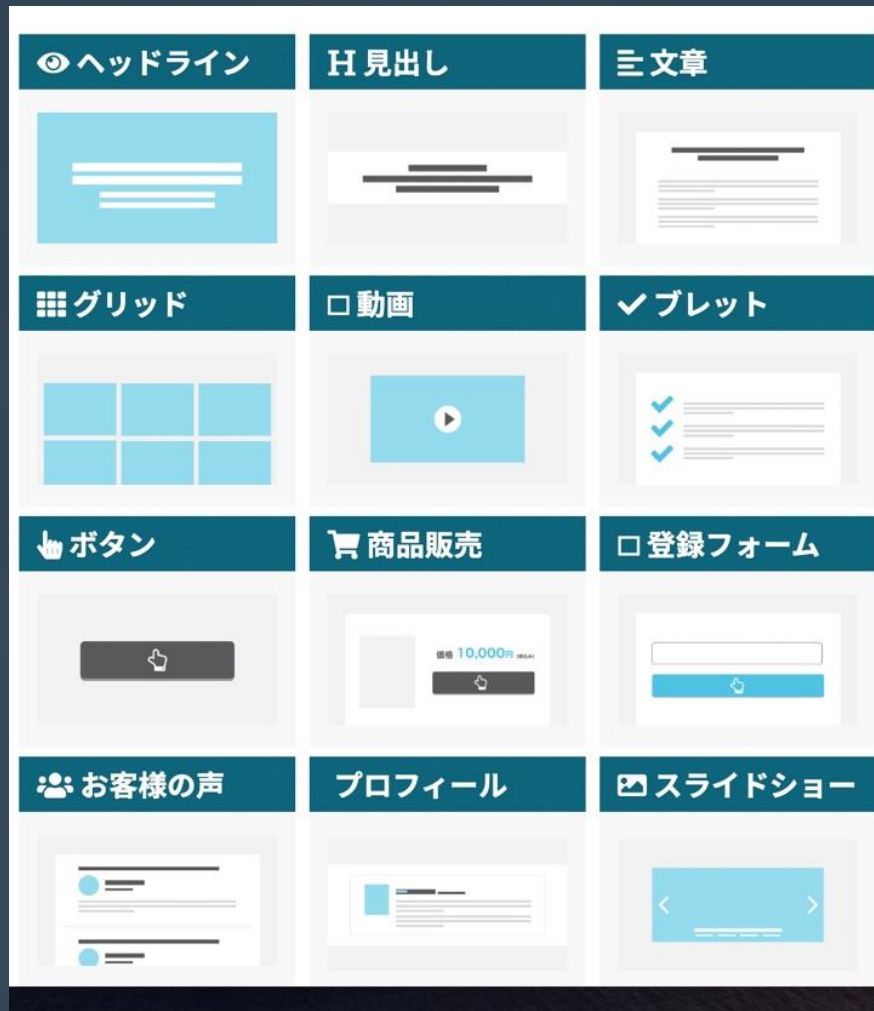 ヘッドライン
H 見出し
文章
グリッド
動画
ブレット
ボタン
商品販売
登録フォーム
価格 10,000円
お客様の声
プロフィール
スライドショー